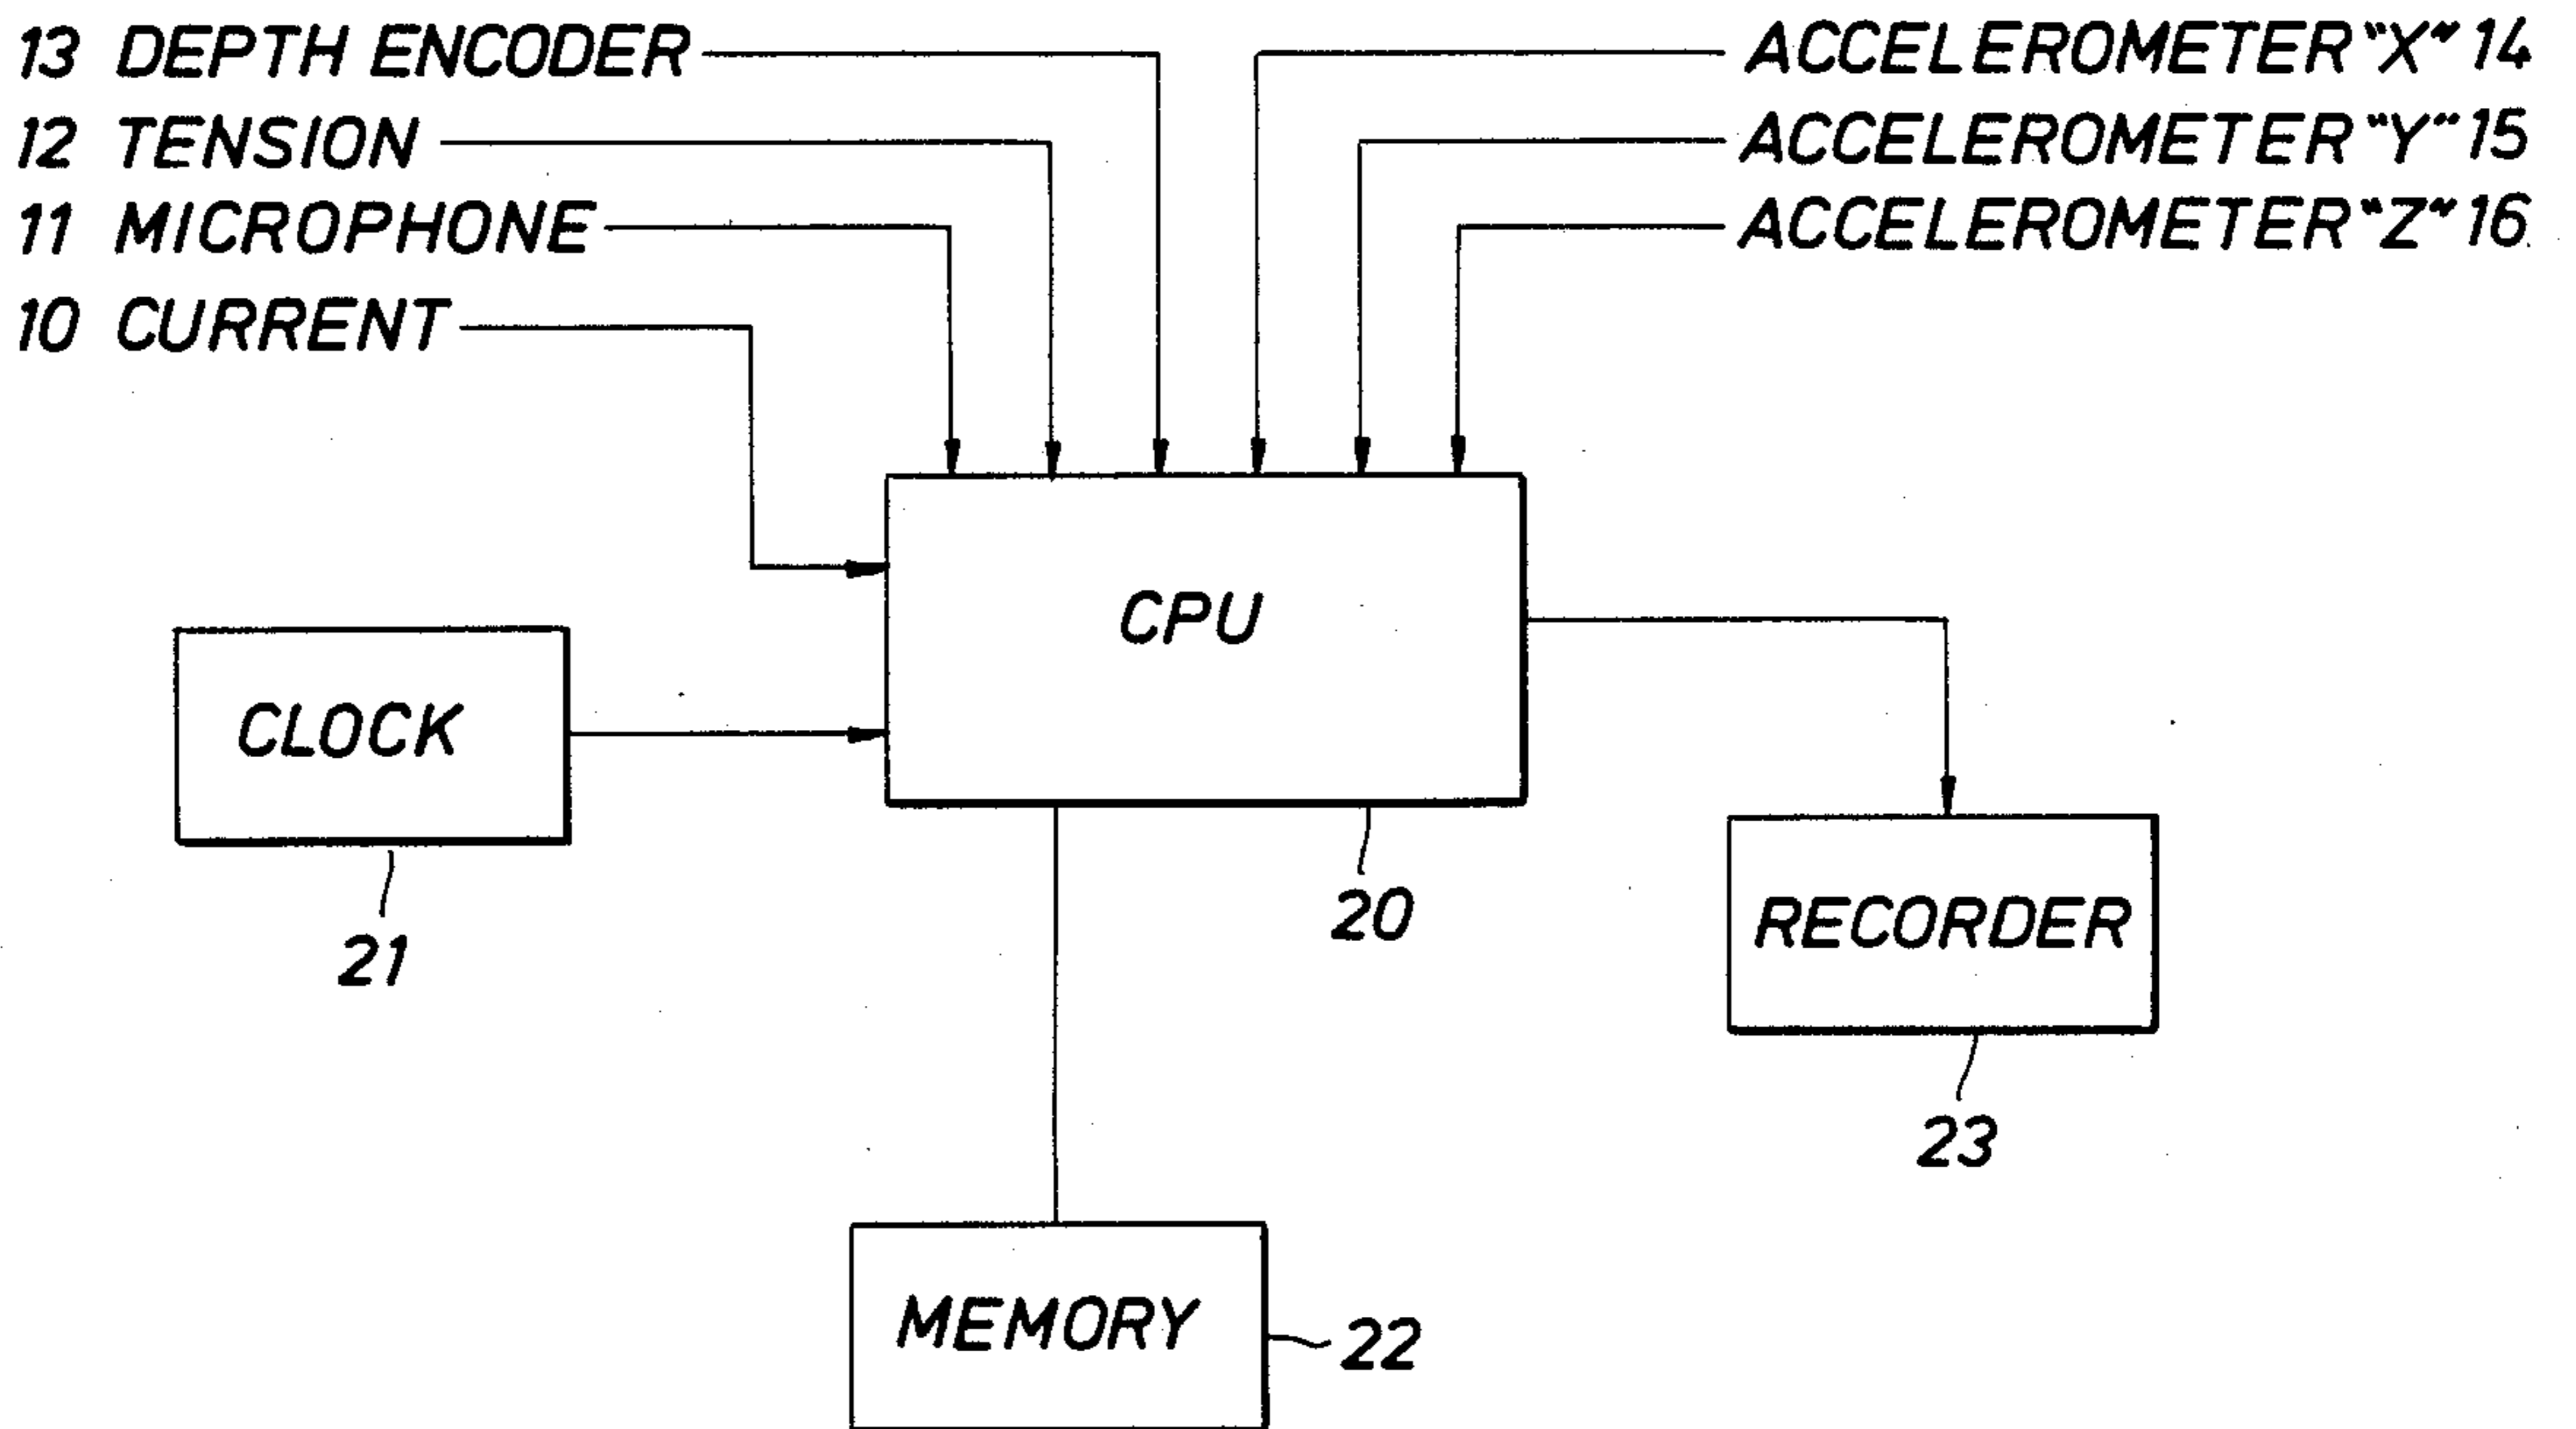 13 DEPTH ENCODER
12 TENSION
11 MICROPHONE
10 CURRENT
ACCELEROMETER "X" 14
ACCELEROMETER "Y" 15
ACCELEROMETER "Z" 16
CPU
20
CLOCK
21
RECORDER
23
MEMORY
22